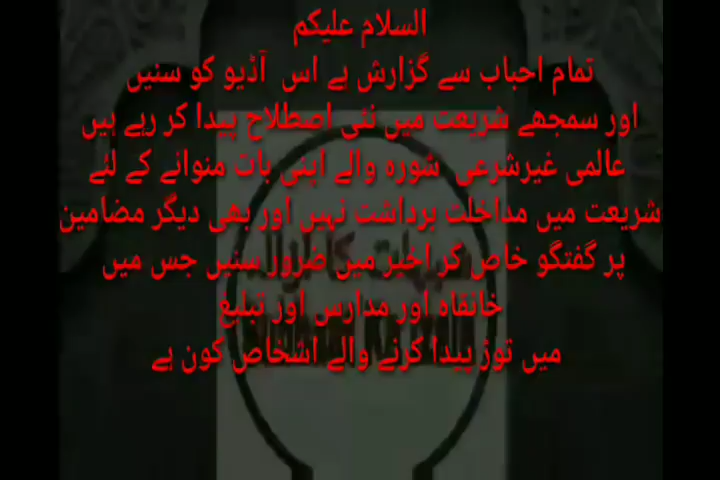 السلام علیکم
تمام احباب سے گزارش ہے اس آڈیو کو سنیں
اور سمجھے شریعت میں نئی اصطلاح پیدا کر رہے ہیں
عالمی غیرشرعی شورہ والے اپنی بات منوانے کے لئے
شریعت میں مداخلت برداشت نہیں اور بھی دیگر مضامین
پر گفتگو خاص کر اخیر میں ضرور سنیں جس میں
خانقاہ اور مدارس اور تبلیغ
میں توڑ پیدا کرنے والے اشخاص کون ہے